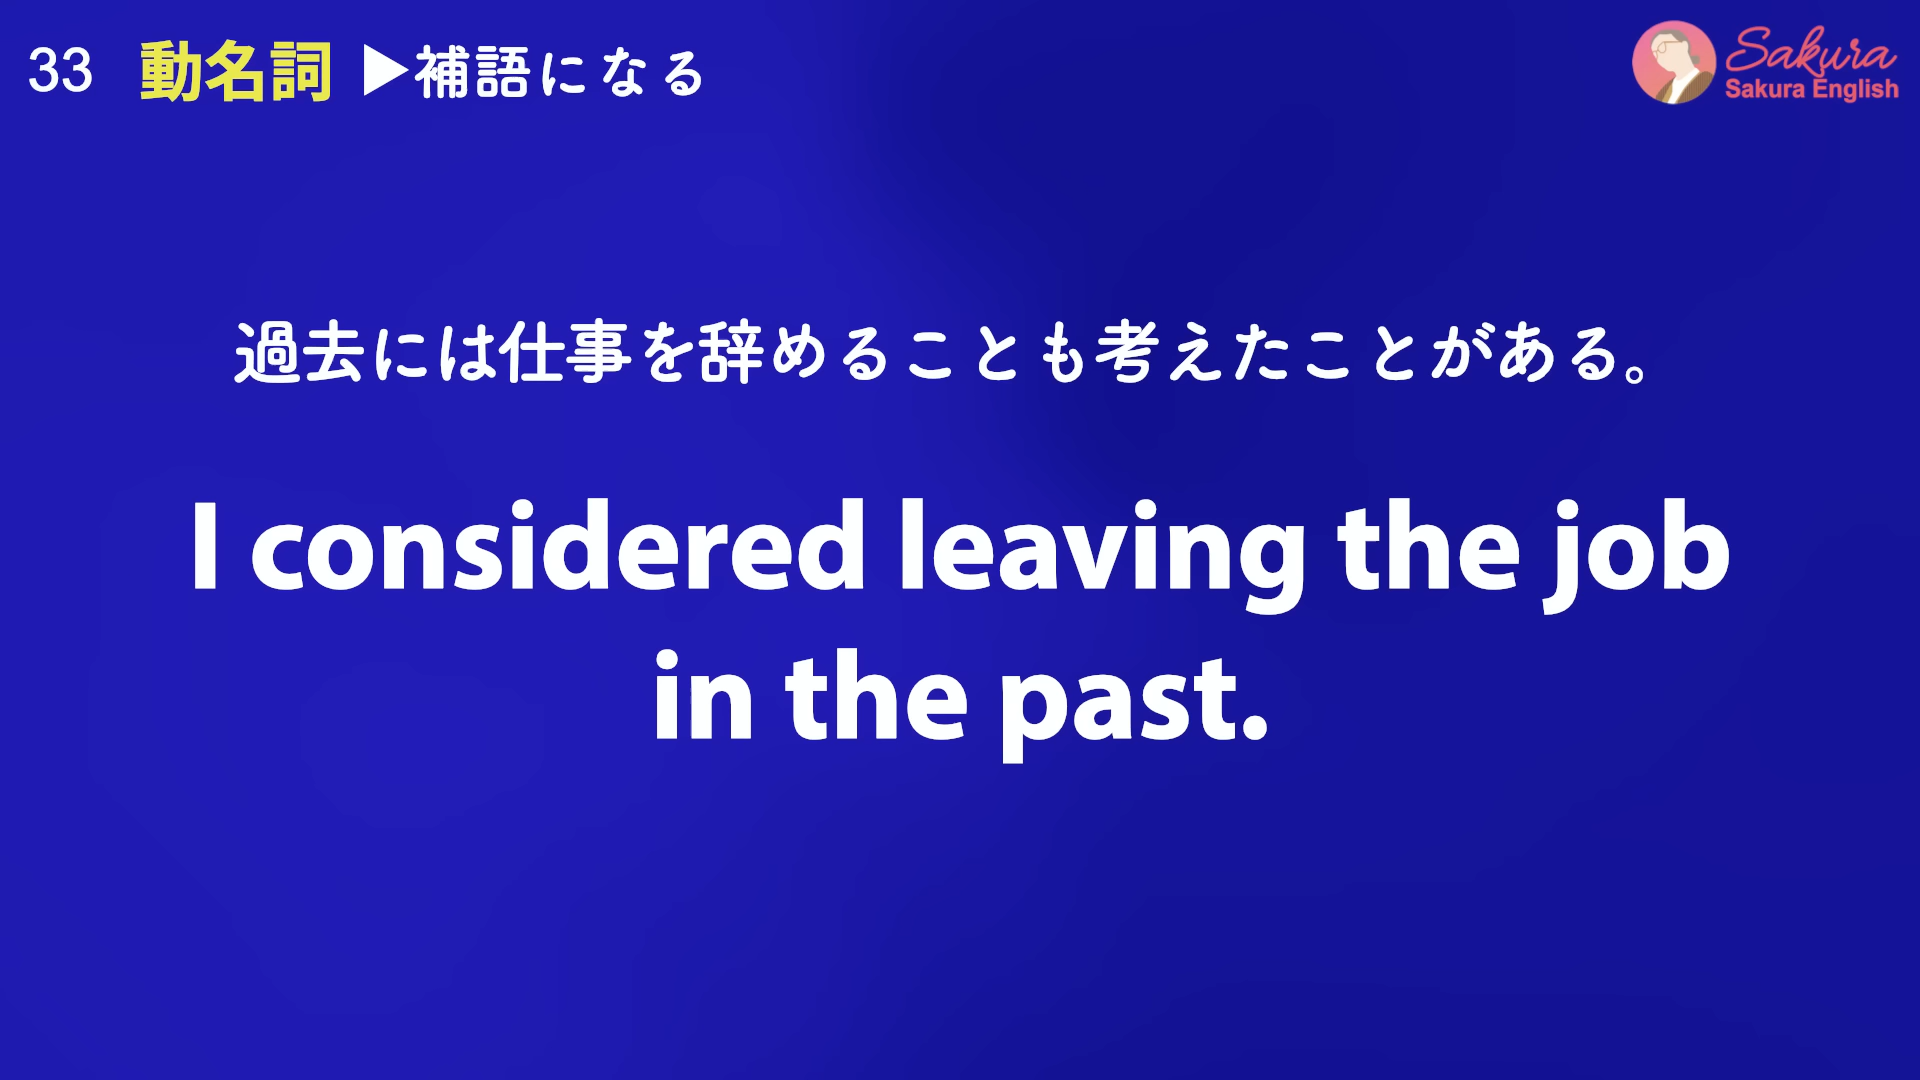 33 動名詞 ▶補語になる
Sakura
Sakura English
過去には仕事を辞めることも考えたことがある。
I considered leaving the job
in the past.